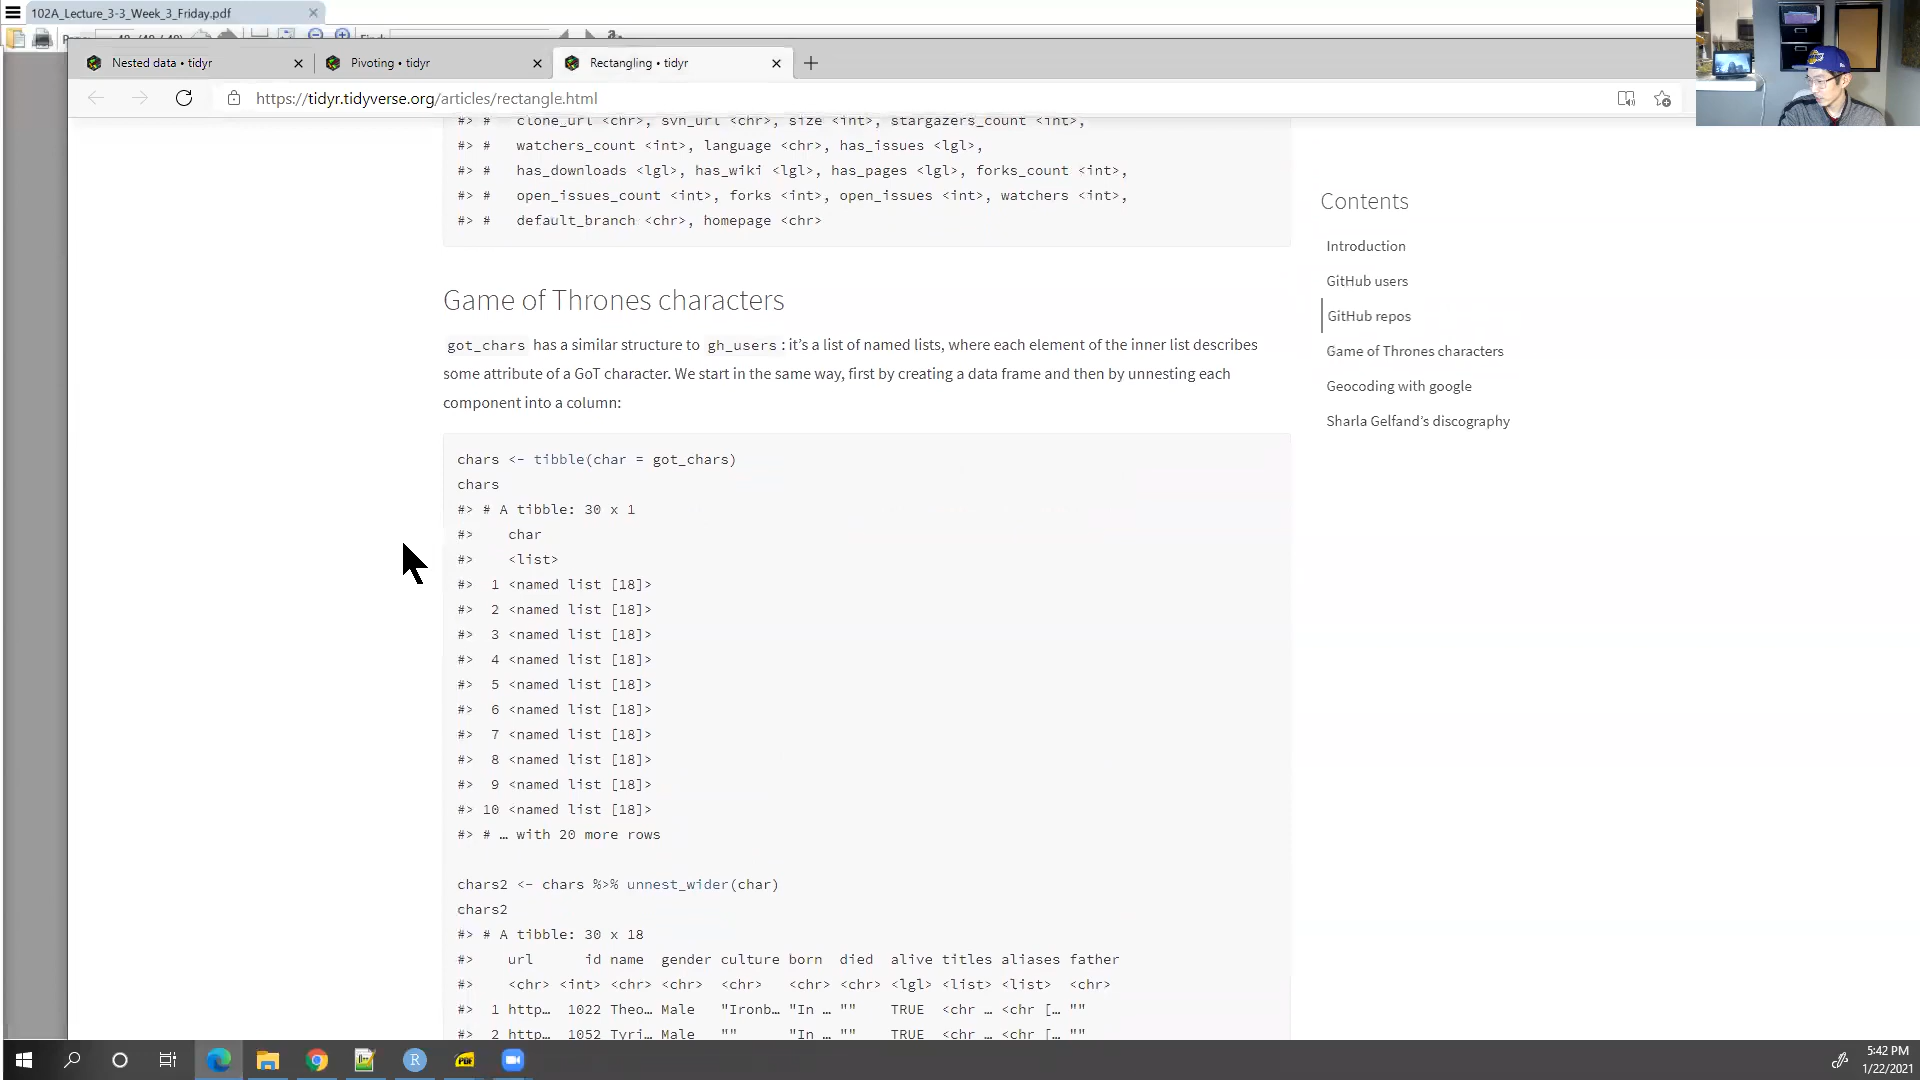 102A_Lecture_3-3_Week_3_Friday.pdf
Nested data • tidyr
Pivoting • tidyr
Rectangling • tidyr
https://tidyr.tidyverse.org/articles/rectangle.html
#> #   clone_url <chr>, svn_url <chr>, size <int>, stargazers_count <int>,
#> #   watchers_count <int>, language <chr>, has_issues <lgl>,
#> #   has_downloads <lgl>, has_wiki <lgl>, has_pages <lgl>, forks_count <int>,
#> #   open_issues_count <int>, forks <int>, open_issues <int>, watchers <int>,
#> #   default_branch <chr>, homepage <chr>
Game of Thrones characters
got_chars has a similar structure to gh_users: it’s a list of named lists, where each element of the inner list describes
some attribute of a GoT character. We start in the same way, first by creating a data frame and then by unnesting each
component into a column:
chars <- tibble(char = got_chars)
chars
#> # A tibble: 30 x 1
#>    char
#>    <list>
#>  1 <named list [18]>
#>  2 <named list [18]>
#>  3 <named list [18]>
#>  4 <named list [18]>
#>  5 <named list [18]>
#>  6 <named list [18]>
#>  7 <named list [18]>
#>  8 <named list [18]>
#>  9 <named list [18]>
#> 10 <named list [18]>
#> # … with 20 more rows
chars2 <- chars %>% unnest_wider(char)
chars2
#> # A tibble: 30 x 18
#>    url      id name  gender culture born  died  alive titles aliases father
#>    <chr> <int> <chr> <chr>  <chr>   <chr> <chr> <lgl> <list> <list>  <chr>
#>  1 http…  1022 Theo… Male   "Ironb… "In … ""    TRUE  <chr … <chr [… ""
#>  2 http…  1052 Tyri… Male   ""      "In … ""    TRUE  <chr … <chr [… ""
Contents
Introduction
GitHub users
GitHub repos
Game of Thrones characters
Geocoding with google
Sharla Gelfand’s discography
5:42 PM
1/22/2021